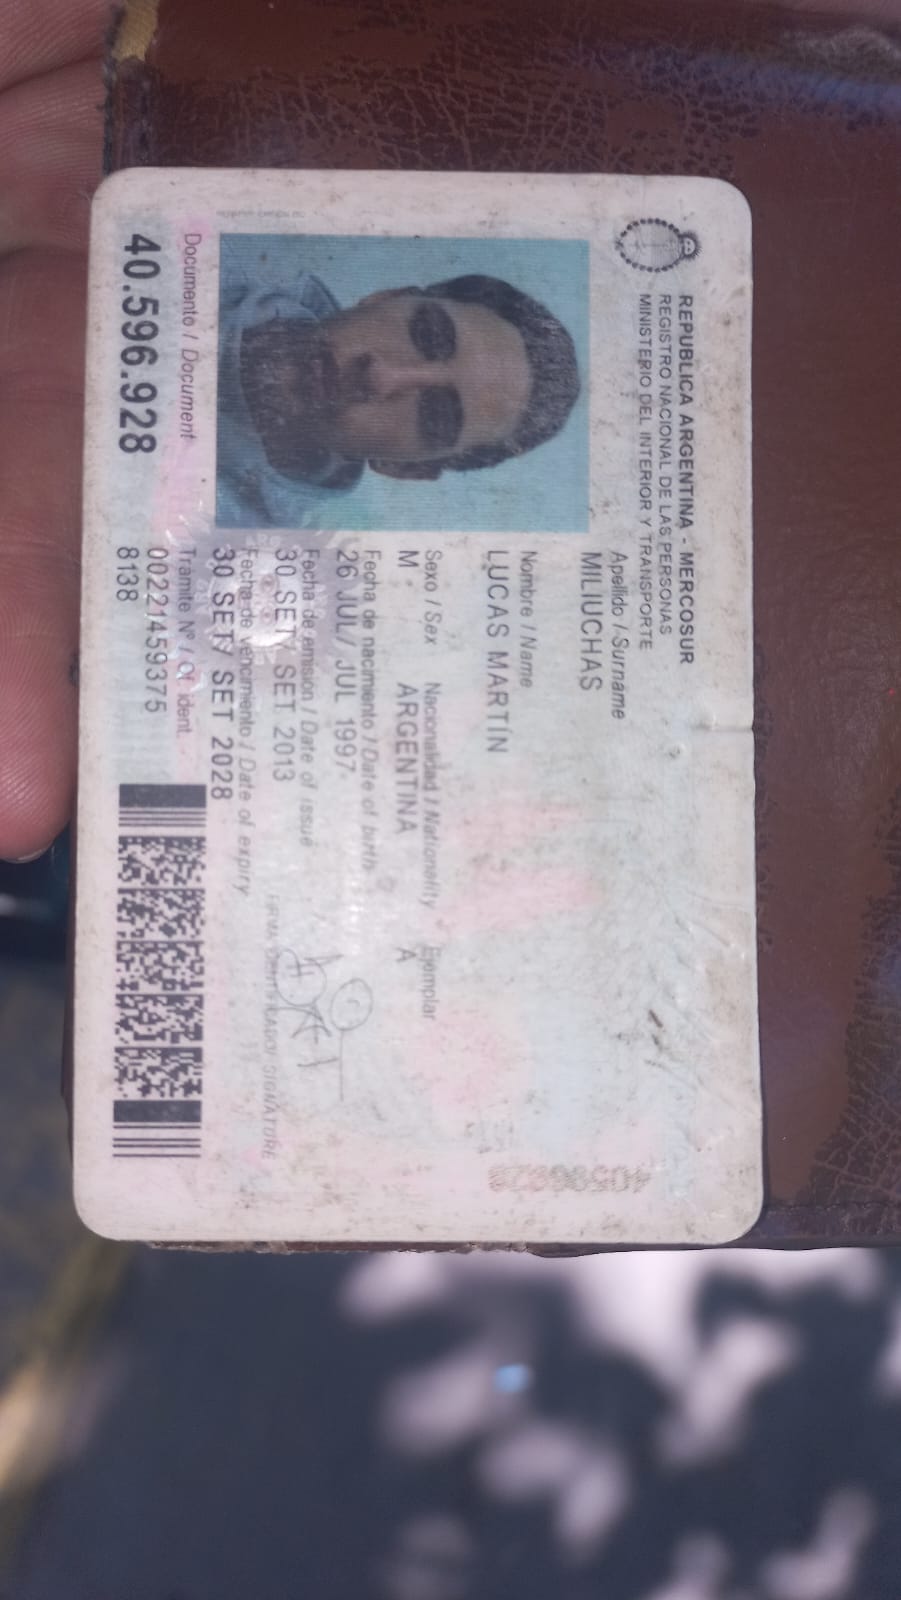 REPUBLICA ARGENTINA - MERCOSUR
REGISTRO NACIONAL DE LAS PERSONAS
MINISTERIO DEL INTERIOR Y TRANSPORTE
Apellido / Surname
MILIUCHAS
Nombre / Name
LUCAS MARTÍN
Sexo / Sex Nacionalidad / Nationality Ejemplar
M ARGENTINA A
Fecha de nacimiento / Date of birth
26 JUL/ JUL 1997
Fecha de emisión / Date of issue
30 SET/ SET 2013
Fecha de vencimiento / Date of expiry
30 SET/ SET 2028
FIRMA IDENTIFICADO/ SIGNATURE
Documento / Document
40.596.928
Tramite Nº / Of. ident.
00221459375
8138
40596928